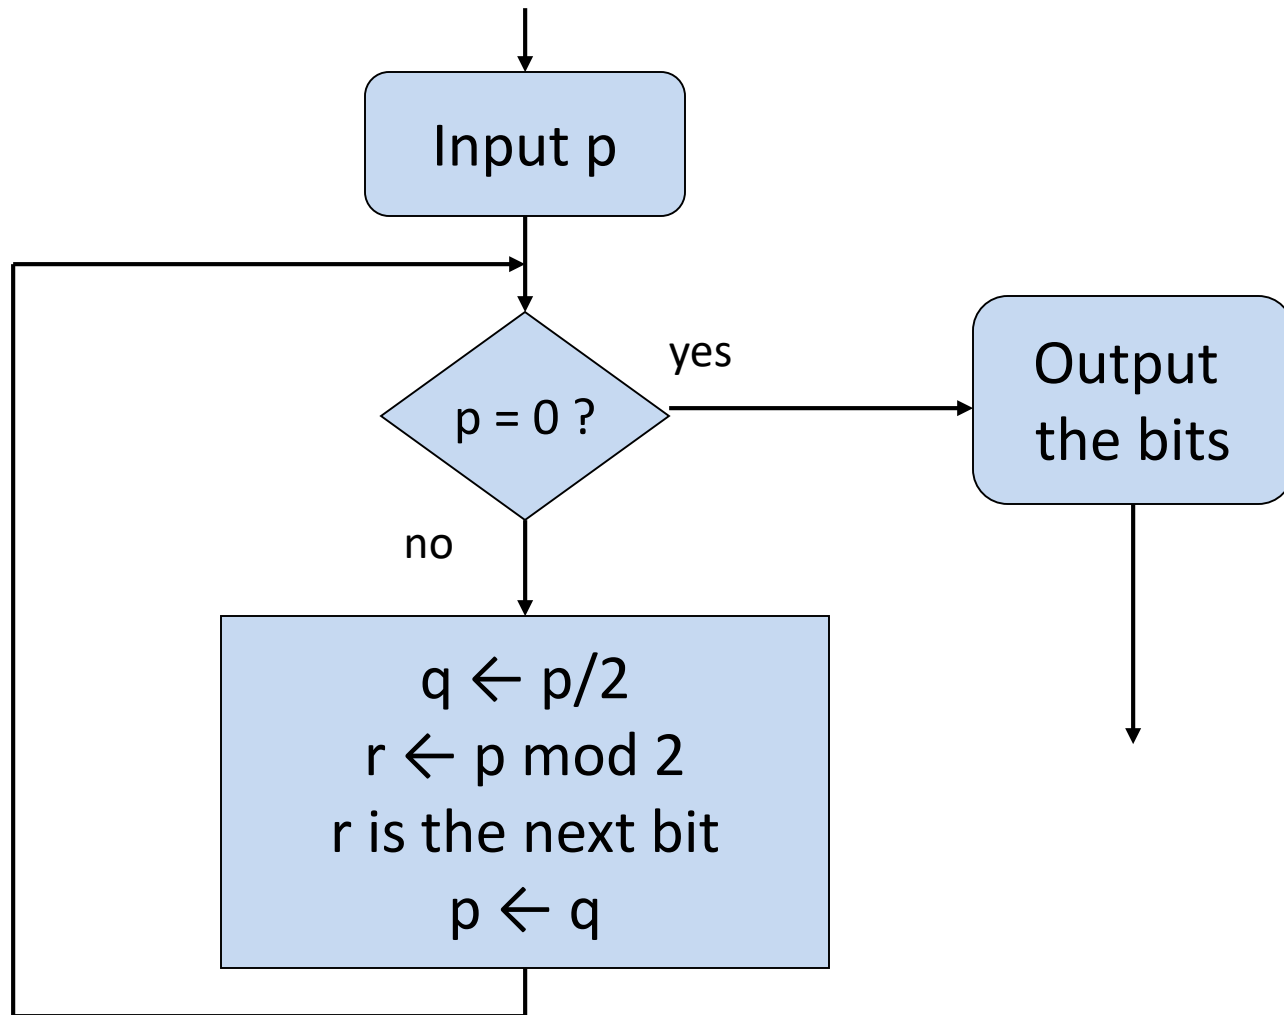 Input p
p = 0 ?
yes
Output
the bits
no
q ← p/2
r ← p mod 2
r is the next bit
p ← q